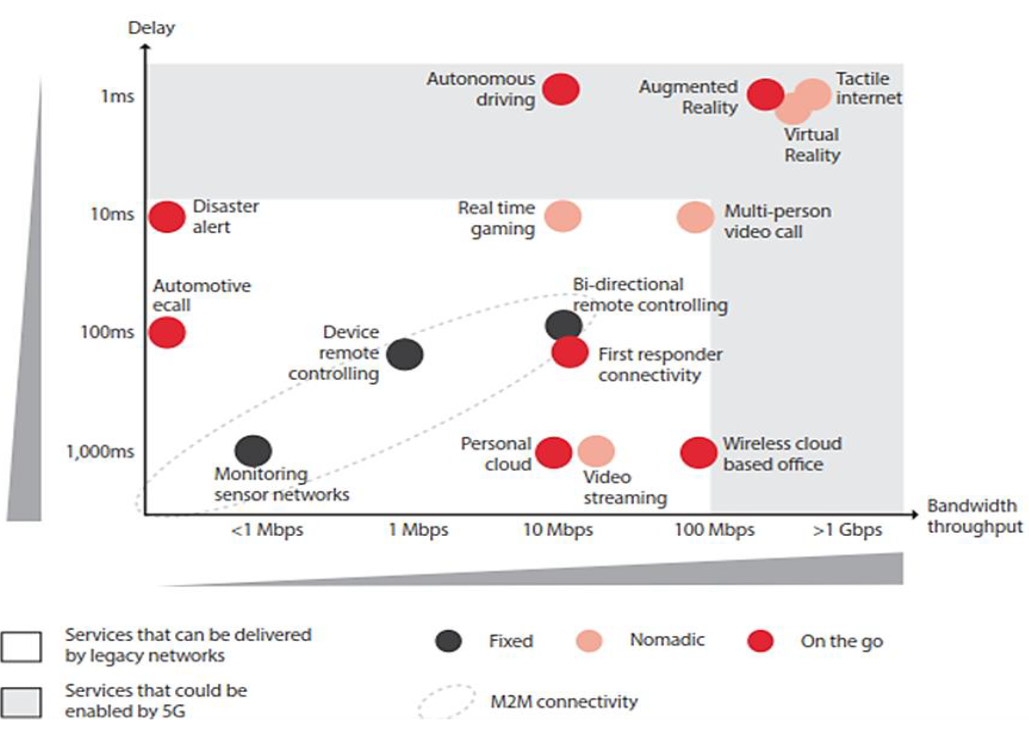 Delay
1ms
Autonomous
driving
Augmented
Reality
Tactile
internet
Virtual
Reality
10ms
Disaster
alert
Real time
gaming
Multi-person
video call
Automotive
ecall
Bi-directional
remote controlling
100ms
Device
remote
controlling
First responder
connectivity
1,000ms
Monitoring
sensor networks
Personal
cloud
Video
streaming
Wireless cloud
based office
Bandwidth
throughput
<1 Mbps
1 Mbps
10 Mbps
100 Mbps
>1 Gbps
Services that can be delivered
by legacy networks
Fixed
Nomadic
On the go
Services that could be
enabled by 5G
M2M connectivity